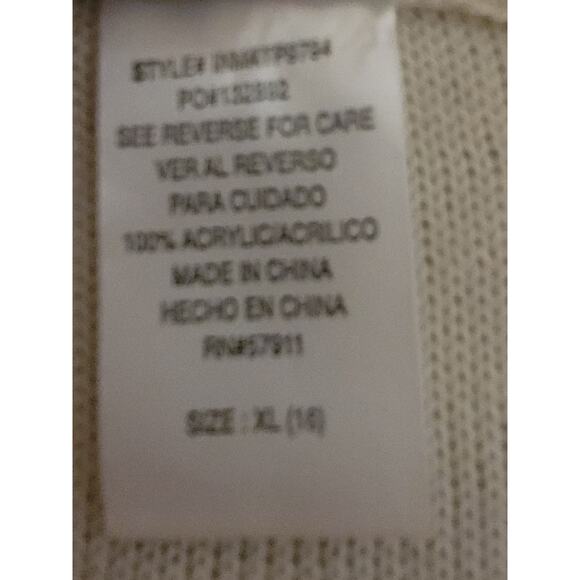 STYLE#
SEE REVERSE FOR CARE
VER AL REVERSO
PARA CUIDADO
100% ACRYLIC/ACRILICO
MADE IN CHINA
HECHO EN CHINA
RN#57911
SIZE : XL (16)